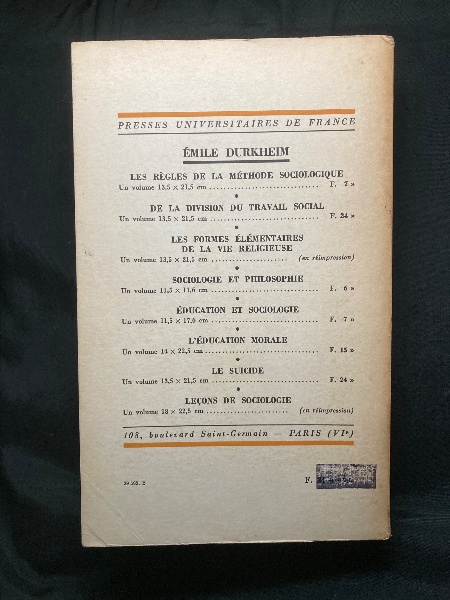 PRESSES UNIVERSITAIRES DE FRANCE
ÉMILE DURKHEIM
LES RÈGLES DE LA MÉTHODE SOCIOLOGIQUE
Un volume 13,5 × 21,5 cm .............................. F. 7 »
DE LA DIVISION DU TRAVAIL SOCIAL
Un volume 13,5 × 21,5 cm .............................. F. 24 »
LES FORMES ÉLÉMENTAIRES
DE LA VIE RELIGIEUSE
Un volume 13,5 × 21,5 cm ..................... (en réimpression)
SOCIOLOGIE ET PHILOSOPHIE
Un volume 11,5 × 17,6 cm .............................. F. 6 »
ÉDUCATION ET SOCIOLOGIE
Un volume 11,5 × 17,6 cm .............................. F. 7 »
L'ÉDUCATION MORALE
Un volume 14 × 22,5 cm .............................. F. 15 »
LE SUICIDE
Un volume 13,5 × 21,5 cm .............................. F. 24 »
LEÇONS DE SOCIOLOGIE
Un volume 18 × 22,5 cm ..................... (en réimpression)
108, boulevard Saint-Germain — PARIS (VIᵉ)
F.